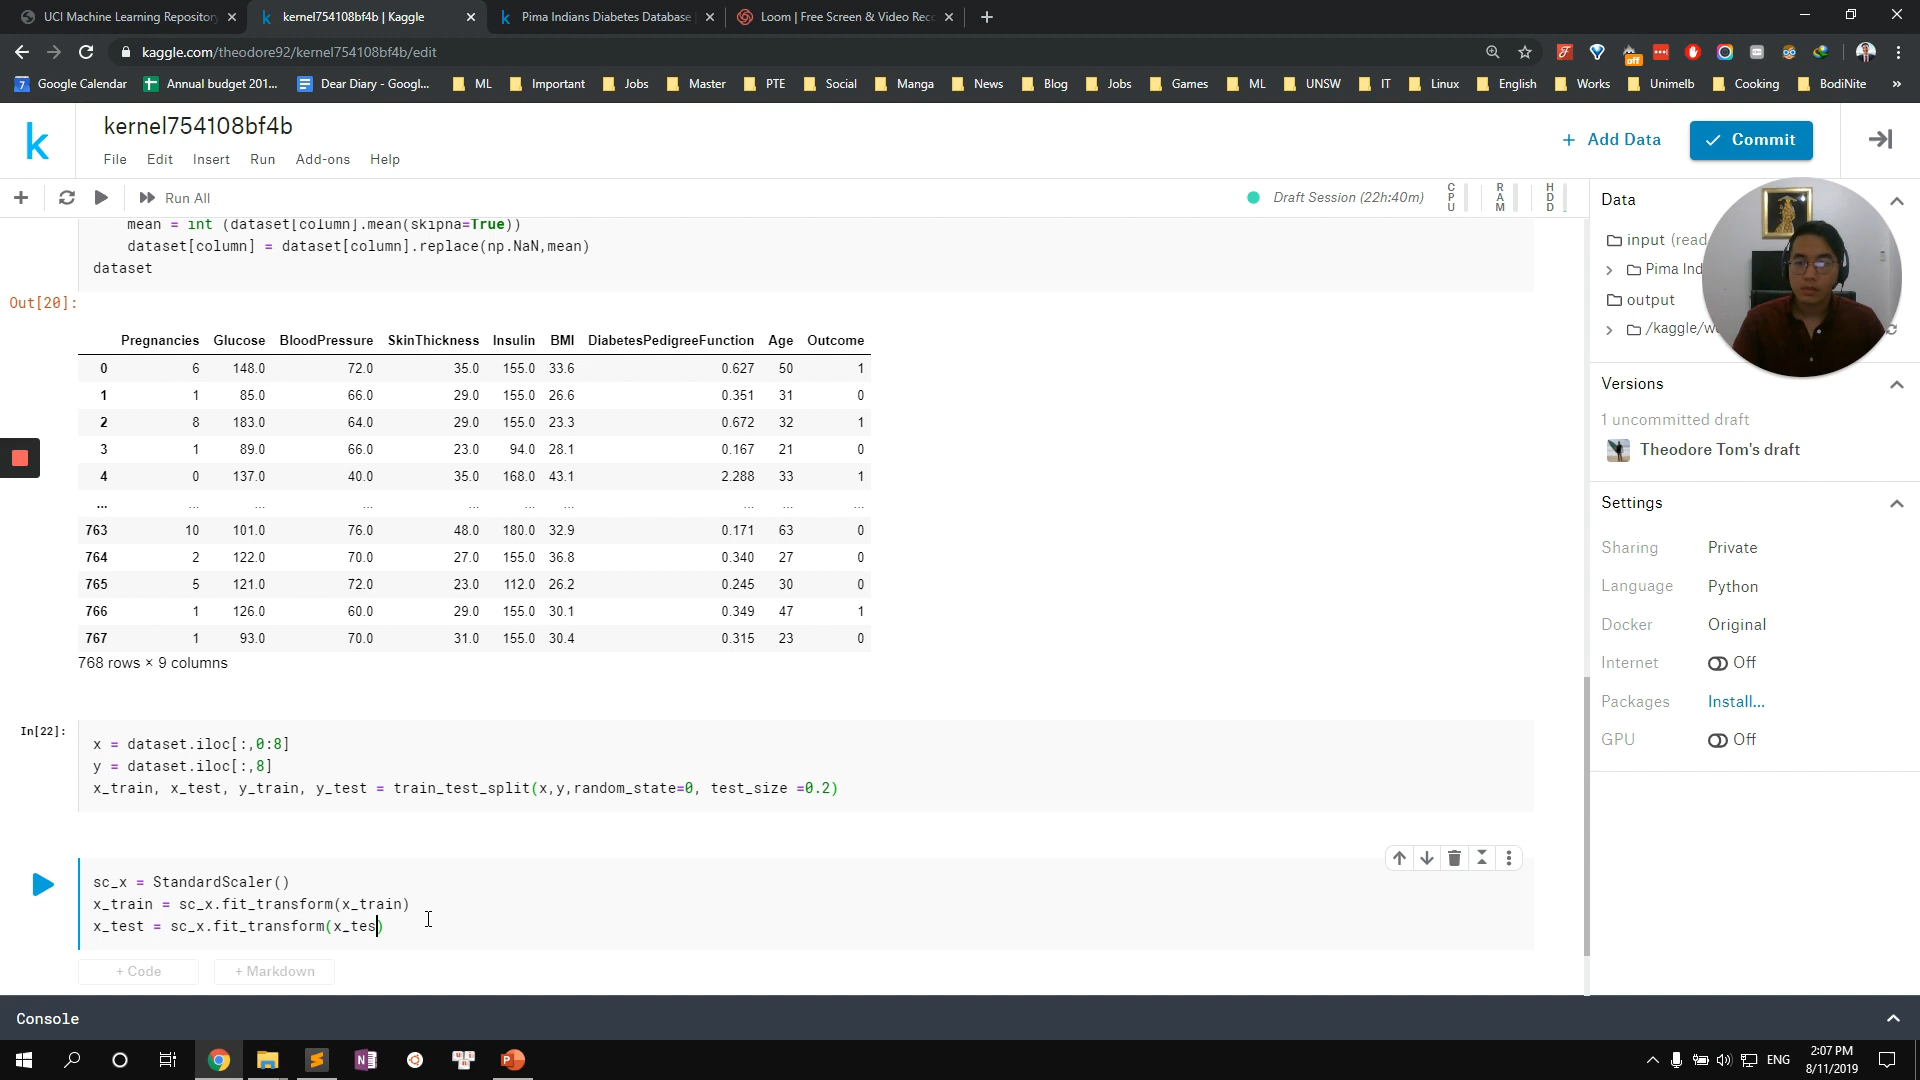 UCI Machine Learning Repository
kernel754108bf4b | Kaggle
Pima Indians Diabetes Database
Loom | Free Screen & Video Rec
kaggle.com/theodore92/kernel754108bf4b/edit
off
7 Google Calendar
Annual budget 201...
Dear Diary - Googl...
ML
Important
Jobs
Master
PTE
Social
Manga
News
Blog
Jobs
Games
ML
UNSW
IT
Linux
English
Works
Unimelb
Cooking
BodiNite
»
k
kernel754108bf4b
File Edit Insert Run Add-ons Help
+ Add Data
Commit
Run All
Draft Session (22h:40m)
CPU
RAM
HDD
mean = int (dataset[column].mean(skipna=True))
dataset[column] = dataset[column].replace(np.NaN,mean)
dataset
Out[20]:
Pregnancies Glucose BloodPressure SkinThickness Insulin BMI DiabetesPedigreeFunction Age Outcome
0 6 148.0 72.0 35.0 155.0 33.6 0.627 50 1
1 1 85.0 66.0 29.0 155.0 26.6 0.351 31 0
2 8 183.0 64.0 29.0 155.0 23.3 0.672 32 1
3 1 89.0 66.0 23.0 94.0 28.1 0.167 21 0
4 0 137.0 40.0 35.0 168.0 43.1 2.288 33 1
... ... ... ... ... ... ... ... ... ...
763 10 101.0 76.0 48.0 180.0 32.9 0.171 63 0
764 2 122.0 70.0 27.0 155.0 36.8 0.340 27 0
765 5 121.0 72.0 23.0 112.0 26.2 0.245 30 0
766 1 126.0 60.0 29.0 155.0 30.1 0.349 47 1
767 1 93.0 70.0 31.0 155.0 30.4 0.315 23 0
768 rows × 9 columns
In[22]:
x = dataset.iloc[:,0:8]
y = dataset.iloc[:,8]
x_train, x_test, y_train, y_test = train_test_split(x,y,random_state=0, test_size =0.2)
sc_x = StandardScaler()
x_train = sc_x.fit_transform(x_train)
x_test = sc_x.fit_transform(x_tes)
+ Code
+ Markdown
Data
input (read
Pima Ind
output
/kaggle/w
Versions
1 uncommitted draft
Theodore Tom's draft
Settings
Sharing Private
Language Python
Docker Original
Internet Off
Packages Install...
GPU Off
Console
ENG
2:07 PM
8/11/2019